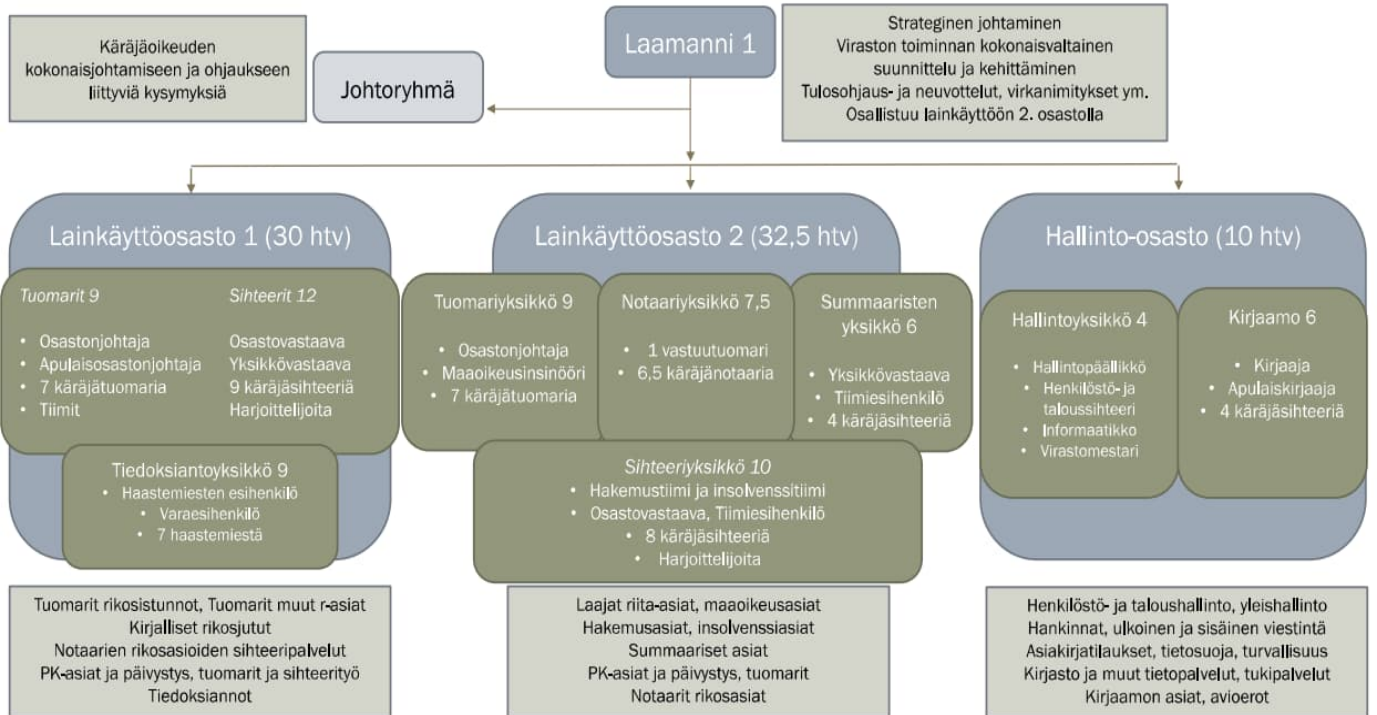 Käräjäoikeuden
kokonaisjohtamiseen ja ohjaukseen
liittyviä kysymyksiä
Johtoryhmä
Laamanni 1
Strateginen johtaminen
Viraston toiminnan kokonaisvaltainen
suunnittelu ja kehittäminen
Tulosohjaus- ja neuvottelut, virkanimitykset ym.
Osallistuu lainkäyttöön 2. osastolla
Lainkäyttöosasto 1 (30 htv)
Tuomarit 9
• Osastonjohtaja
• Apulaisosastonjohtaja
• 7 käräjätuomaria
• Tiimit
Sihteerit 12
Osastovastaava
Yksikkövastaava
9 käräjäsihteeriä
Harjoittelijoita
Tiedoksiantoyksikkö 9
• Haastemiesten esihenkilö
• Varaesihenkilö
• 7 haastemiestä
Tuomarit rikosistunnot, Tuomarit muut r-asiat
Kirjalliset rikosjutut
Notaarien rikosasioiden sihteeripalvelut
PK-asiat ja päivystys, tuomarit ja sihteerityö
Tiedoksiannot
Lainkäyttöosasto 2 (32,5 htv)
Tuomariyksikkö 9
• Osastonjohtaja
• Maaoikeusinsinööri
• 7 käräjätuomaria
Notaariyksikkö 7,5
• 1 vastuutuomari
• 6,5 käräjänotaaria
Summaaristen
yksikkö 6
• Yksikkövastaava
• Tiimiesihenkilö
• 4 käräjäsihteeriä
Sihteeriyksikkö 10
• Hakemustiimi ja insolvenssitiimi
• Osastovastaava, Tiimiesihenkilö
• 8 käräjäsihteeriä
• Harjoittelijoita
Laajat riita-asiat, maaoikeusasiat
Hakemusasiat, insolvenssiasiat
Summaariset asiat
PK-asiat ja päivystys, tuomarit
Notaarit rikosasiat
Hallinto-osasto (10 htv)
Hallintoyksikkö 4
• Hallintopäällikkö
• Henkilöstö- ja
taloussihteeri
• Informaatikko
• Virastomestari
Kirjaamo 6
• Kirjaaja
• Apulaiskirjaaja
• 4 käräjäsihteeriä
Henkilöstö- ja taloushallinto, yleishallinto
Hankinnat, ulkoinen ja sisäinen viestintä
Asiakirjatilaukset, tietosuoja, turvallisuus
Kirjasto ja muut tietopalvelut, tukipalvelut
Kirjaamon asiat, avioerot